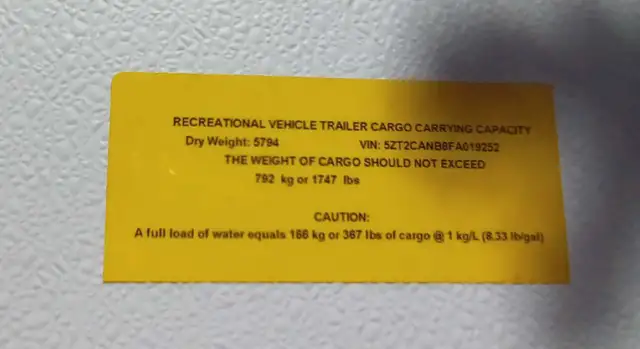 RECREATIONAL VEHICLE TRAILER CARGO CARRYING CAPACITY
Dry Weight: 5794 VIN: 5ZT2CANB8FA019252
THE WEIGHT OF CARGO SHOULD NOT EXCEED
792 kg or 1747 lbs
CAUTION:
A full load of water equals 166 kg or 367 lbs of cargo @ 1 kg/L (8.33 lb/gal)